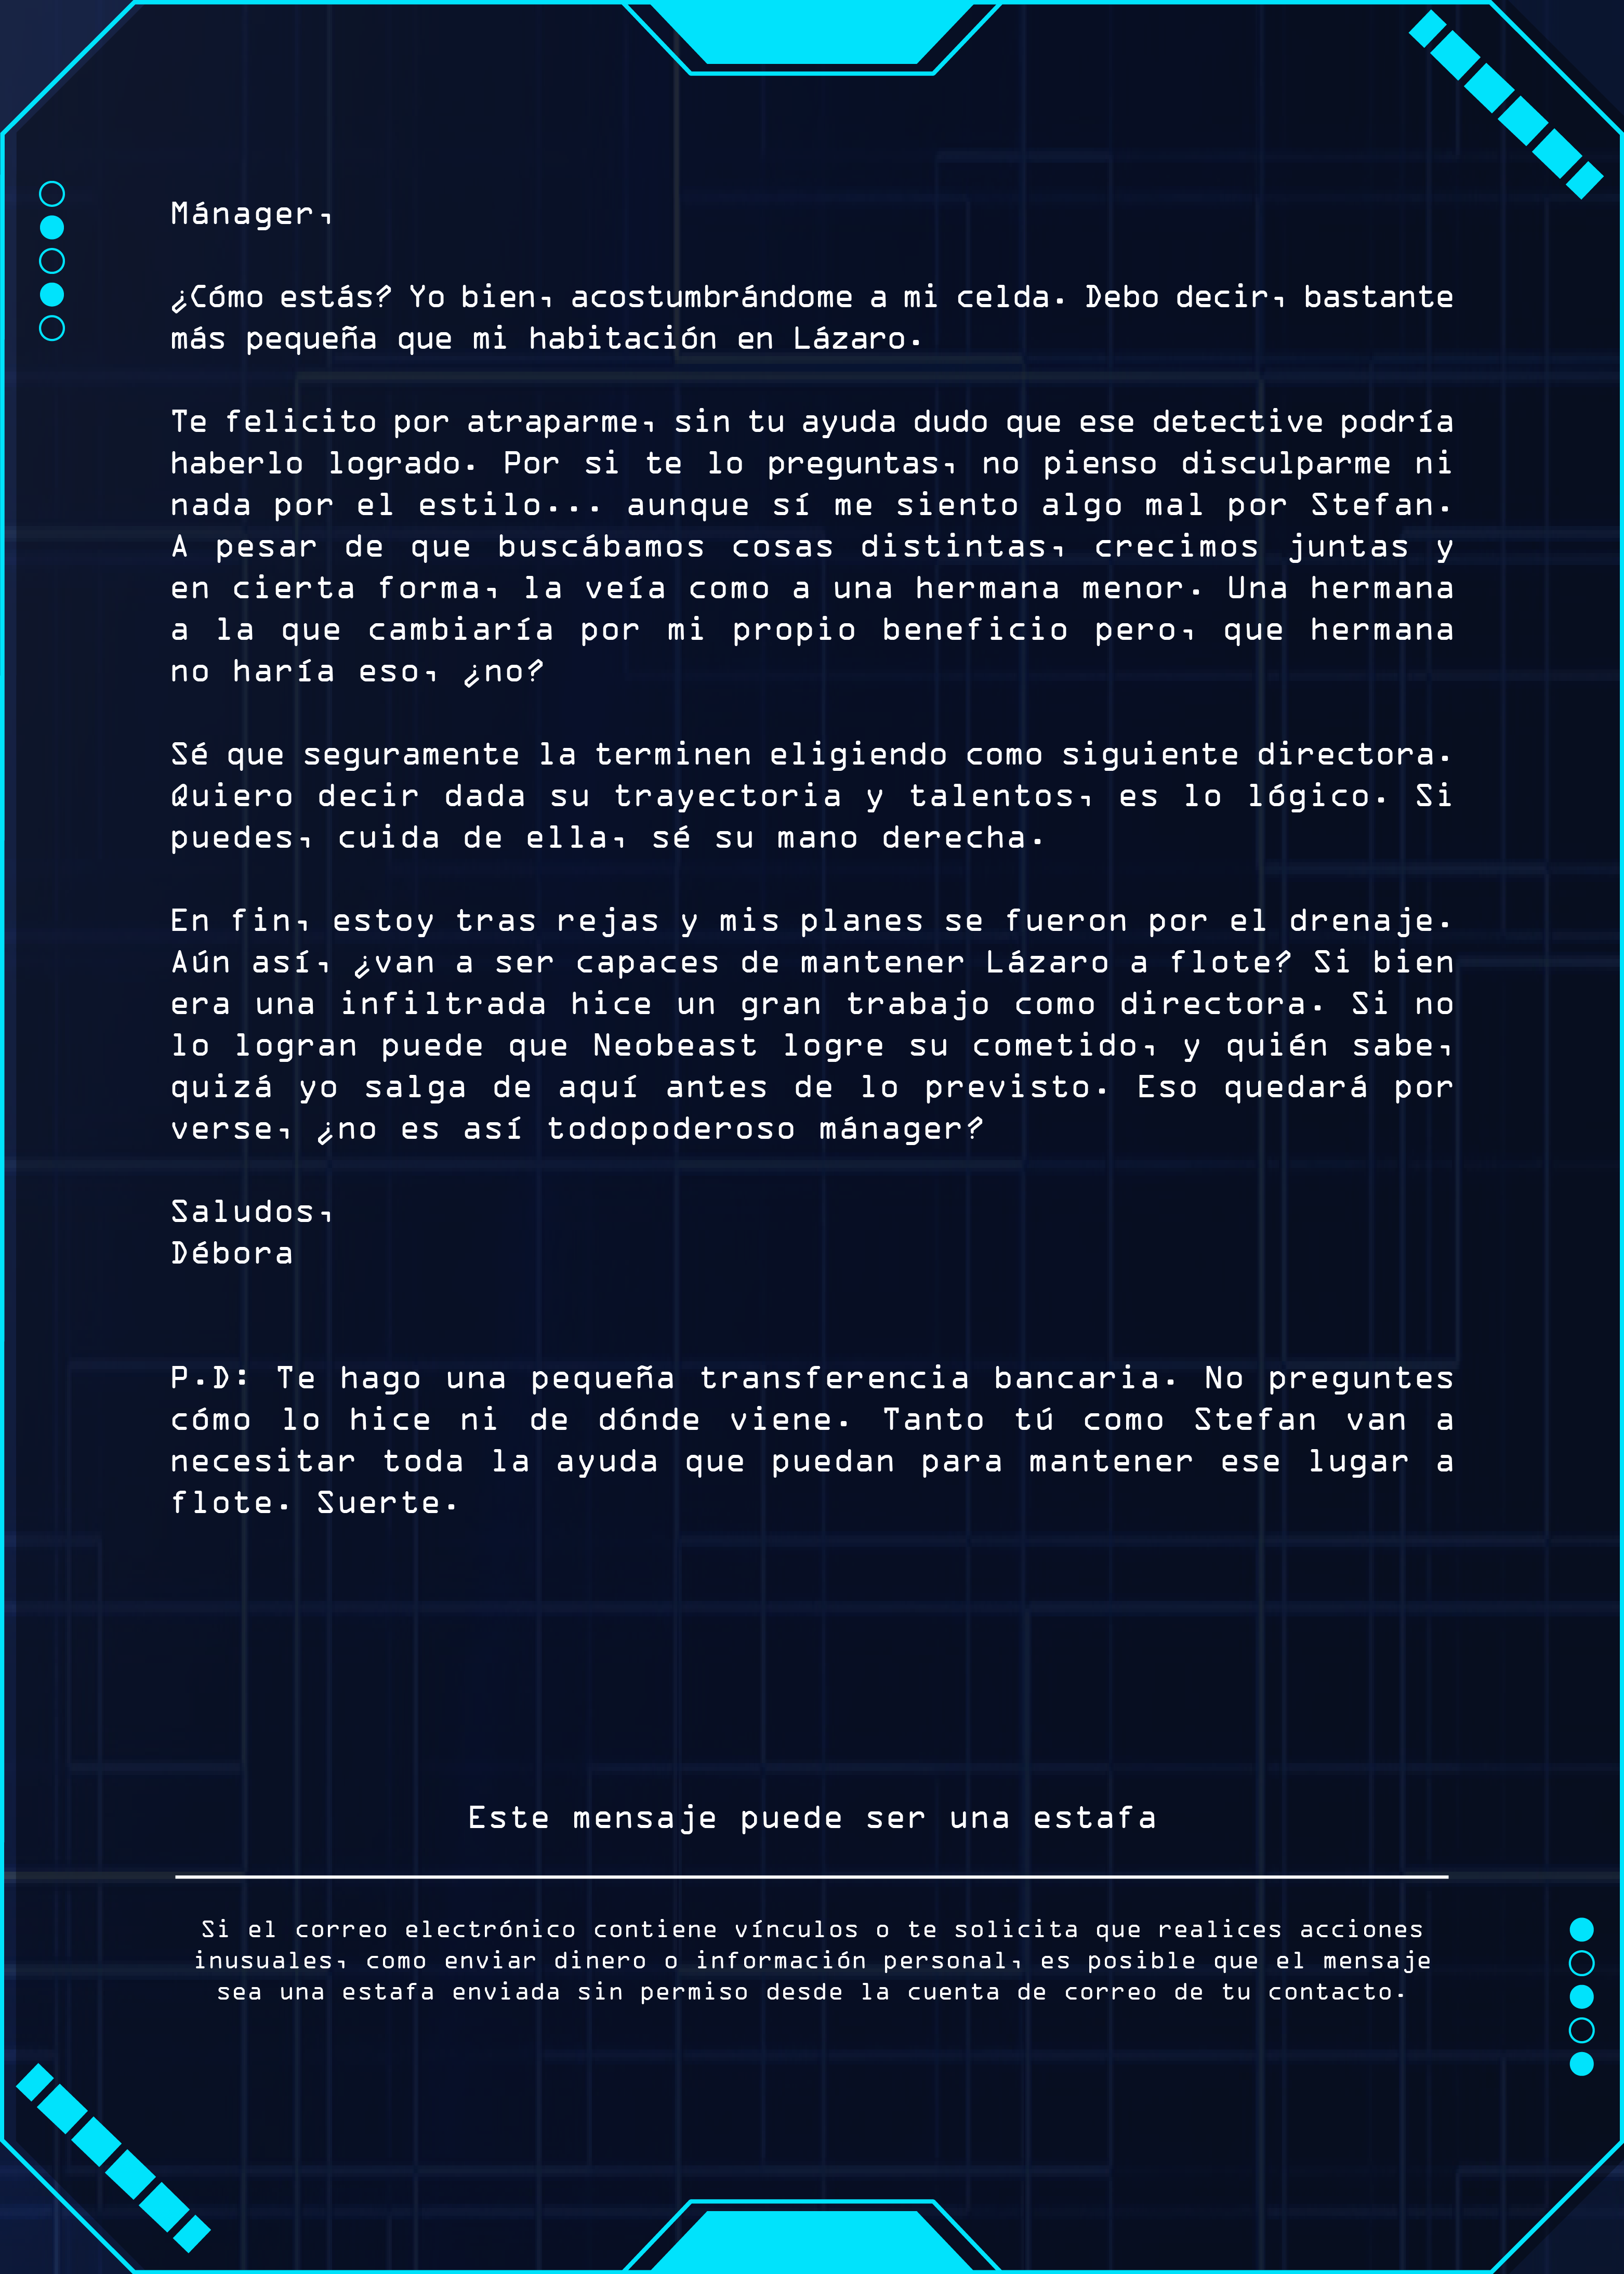 Mánager,
¿Cómo estás? Yo bien, acostumbrándome a mi celda. Debo decir, bastante
más pequeña que mi habitación en Lázaro.
Te felicito por atraparme, sin tu ayuda dudo que ese detective podría
haberlo logrado. Por si te lo preguntas, no pienso disculparme ni
nada por el estilo... aunque sí me siento algo mal por Stefan.
A pesar de que buscábamos cosas distintas, crecimos juntas y
en cierta forma, la veía como a una hermana menor. Una hermana
a la que cambiaría por mi propio beneficio pero, que hermana
no haría eso, ¿no?
Sé que seguramente la terminen eligiendo como siguiente directora.
Quiero decir dada su trayectoria y talentos, es lo lógico. Si
puedes, cuida de ella, sé su mano derecha.
En fin, estoy tras rejas y mis planes se fueron por el drenaje.
Aún así, ¿van a ser capaces de mantener Lázaro a flote? Si bien
era una infiltrada hice un gran trabajo como directora. Si no
lo logran puede que Neobeast logre su cometido, y quién sabe,
quizá yo salga de aquí antes de lo previsto. Eso quedará por
verse, ¿no es así todopoderoso mánager?
Saludos,
Débora
P.D: Te hago una pequeña transferencia bancaria. No preguntes
cómo lo hice ni de dónde viene. Tanto tú como Stefan van a
necesitar toda la ayuda que puedan para mantener ese lugar a
flote. Suerte.
Este mensaje puede ser una estafa
Si el correo electrónico contiene vínculos o te solicita que realices acciones
inusuales, como enviar dinero o información personal, es posible que el mensaje
sea una estafa enviada sin permiso desde la cuenta de correo de tu contacto.